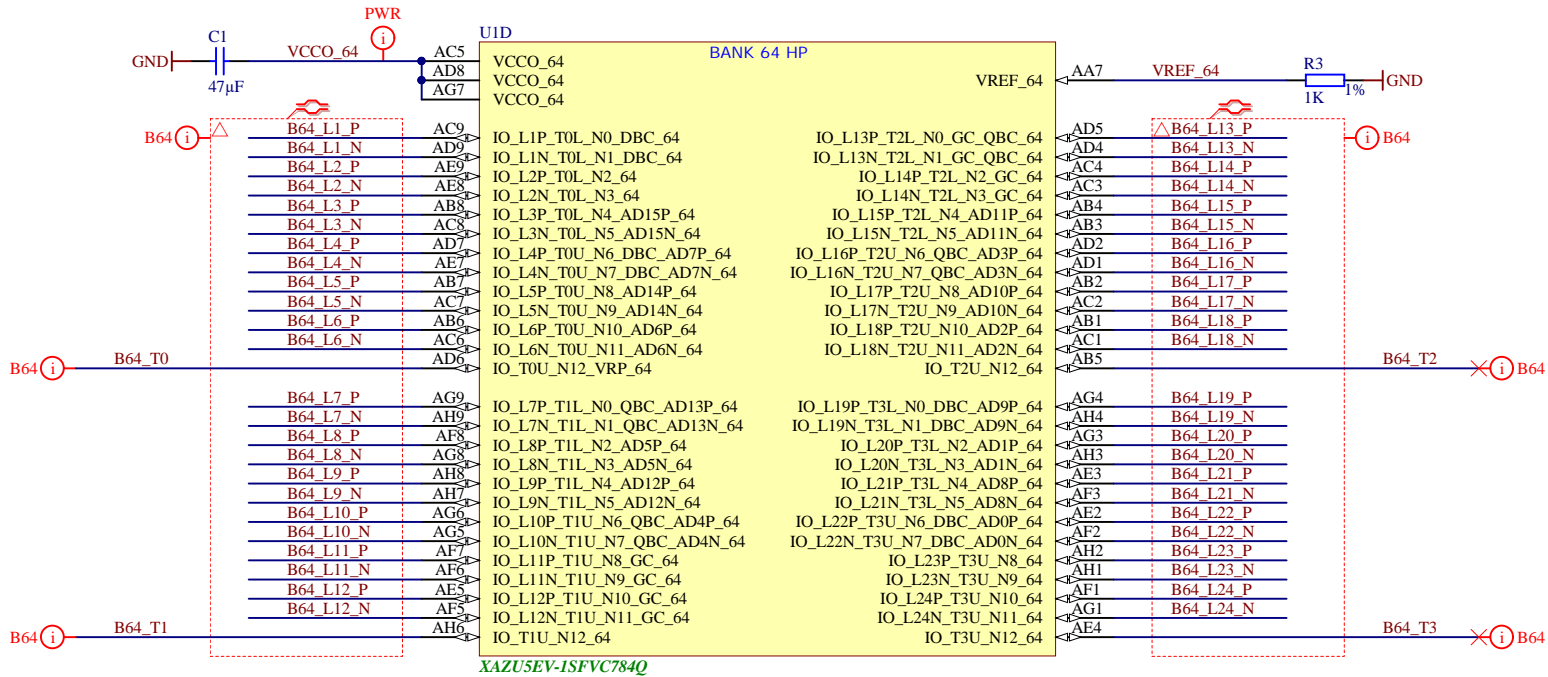 PWR
i
C1
GND
VCCO_64
47µF
U1D
BANK 64 HP
AC5 VCCO_64
AD8 VCCO_64
AG7 VCCO_64
VREF_64 AA7 VREF_64
R3
1K
1%
GND
B64 i
i B64
B64_L1_P AC9 IO_L1P_T0L_N0_DBC_64 IO_L13P_T2L_N0_GC_QBC_64 AD5 B64_L13_P
B64_L1_N AD9 IO_L1N_T0L_N1_DBC_64 IO_L13N_T2L_N1_GC_QBC_64 AD4 B64_L13_N
B64_L2_P AE9 IO_L2P_T0L_N2_64 IO_L14P_T2L_N2_GC_64 AC4 B64_L14_P
B64_L2_N AE8 IO_L2N_T0L_N3_64 IO_L14N_T2L_N3_GC_64 AC3 B64_L14_N
B64_L3_P AB8 IO_L3P_T0L_N4_AD15P_64 IO_L15P_T2L_N4_AD11P_64 AB4 B64_L15_P
B64_L3_N AC8 IO_L3N_T0L_N5_AD15N_64 IO_L15N_T2L_N5_AD11N_64 AB3 B64_L15_N
B64_L4_P AD7 IO_L4P_T0U_N6_DBC_AD7P_64 IO_L16P_T2U_N6_QBC_AD3P_64 AD2 B64_L16_P
B64_L4_N AE7 IO_L4N_T0U_N7_DBC_AD7N_64 IO_L16N_T2U_N7_QBC_AD3N_64 AD1 B64_L16_N
B64_L5_P AB7 IO_L5P_T0U_N8_AD14P_64 IO_L17P_T2U_N8_AD10P_64 AB2 B64_L17_P
B64_L5_N AC7 IO_L5N_T0U_N9_AD14N_64 IO_L17N_T2U_N9_AD10N_64 AC2 B64_L17_N
B64_L6_P AB6 IO_L6P_T0U_N10_AD6P_64 IO_L18P_T2U_N10_AD2P_64 AB1 B64_L18_P
B64_L6_N AC6 IO_L6N_T0U_N11_AD6N_64 IO_L18N_T2U_N11_AD2N_64 AC1 B64_L18_N
B64 i B64_T0 AD6 IO_T0U_N12_VRP_64 IO_T2U_N12_64 AB5 B64_T2 i B64
B64_L7_P AG9 IO_L7P_T1L_N0_QBC_AD13P_64 IO_L19P_T3L_N0_DBC_AD9P_64 AG4 B64_L19_P
B64_L7_N AH9 IO_L7N_T1L_N1_QBC_AD13N_64 IO_L19N_T3L_N1_DBC_AD9N_64 AH4 B64_L19_N
B64_L8_P AF8 IO_L8P_T1L_N2_AD5P_64 IO_L20P_T3L_N2_AD1P_64 AG3 B64_L20_P
B64_L8_N AG8 IO_L8N_T1L_N3_AD5N_64 IO_L20N_T3L_N3_AD1N_64 AH3 B64_L20_N
B64_L9_P AH8 IO_L9P_T1L_N4_AD12P_64 IO_L21P_T3L_N4_AD8P_64 AE3 B64_L21_P
B64_L9_N AH7 IO_L9N_T1L_N5_AD12N_64 IO_L21N_T3L_N5_AD8N_64 AF3 B64_L21_N
B64_L10_P AG6 IO_L10P_T1U_N6_QBC_AD4P_64 IO_L22P_T3U_N6_DBC_AD0P_64 AE2 B64_L22_P
B64_L10_N AG5 IO_L10N_T1U_N7_QBC_AD4N_64 IO_L22N_T3U_N7_DBC_AD0N_64 AF2 B64_L22_N
B64_L11_P AF7 IO_L11P_T1U_N8_GC_64 IO_L23P_T3U_N8_64 AH2 B64_L23_P
B64_L11_N AF6 IO_L11N_T1U_N9_GC_64 IO_L23N_T3U_N9_64 AH1 B64_L23_N
B64_L12_P AE5 IO_L12P_T1U_N10_GC_64 IO_L24P_T3U_N10_64 AF1 B64_L24_P
B64_L12_N AF5 IO_L12N_T1U_N11_GC_64 IO_L24N_T3U_N11_64 AG1 B64_L24_N
B64 i B64_T1 AH6 IO_T1U_N12_64 IO_T3U_N12_64 AE4 B64_T3 i B64
XAZU5EV-1SFVC784Q